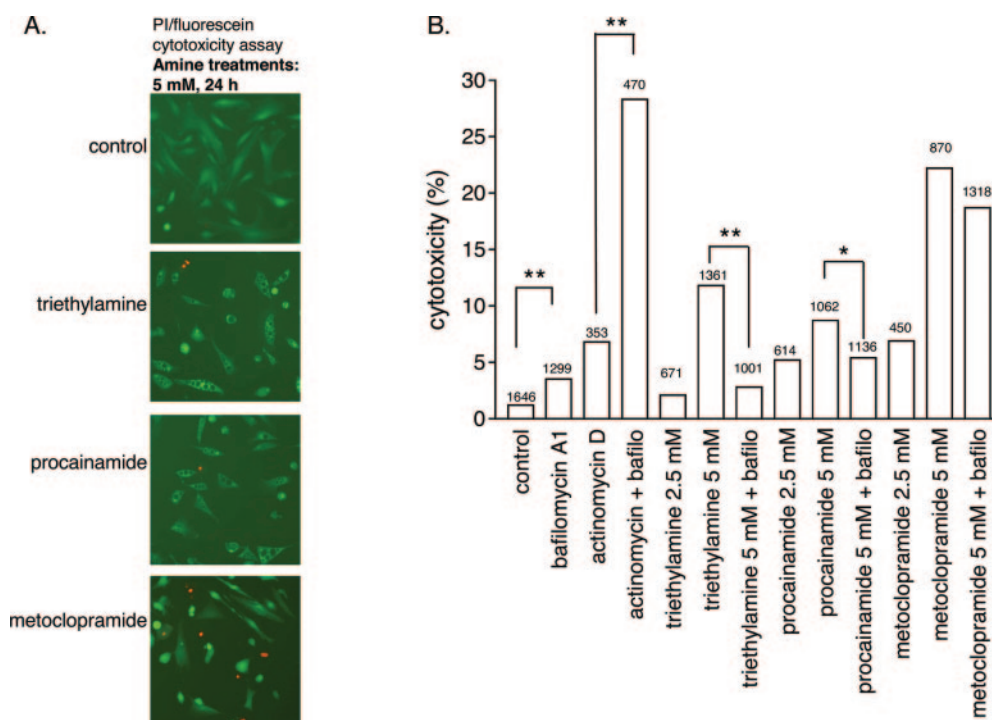 A.
PI/fluorescein
cytotoxicity assay
Amine treatments:
5 mM, 24 h
control
triethylamine
procainamide
metoclopramide
B.
cytotoxicity (%)
30
25
20
15
10
5
0
**
**
**
*
1646
1299
353
470
671
1361
1001
614
1062
1136
450
870
1318
control
bafilomycin A1
actinomycin D
actinomycin + bafilo
triethylamine 2.5 mM
triethylamine 5 mM
triethylamine 5 mM + bafilo
procainamide 2.5 mM
procainamide 5 mM
procainamide 5 mM + bafilo
metoclopramide 2.5 mM
metoclopramide 5 mM
metoclopramide 5 mM + bafilo